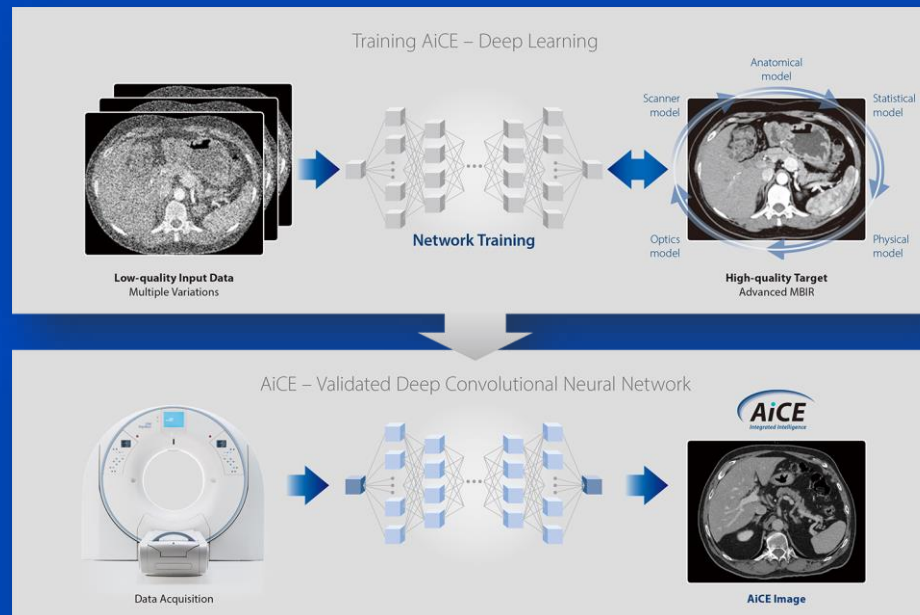 Training AiCE – Deep Learning
Anatomical
model
Scanner
model
Statistical
model
Network Training
Optics
model
Physical
model
Low-quality Input Data
Multiple Variations
High-quality Target
Advanced MBIR
AiCE – Validated Deep Convolutional Neural Network
AiCE
Integrated Intelligence
Data Acquisition
AiCE Image